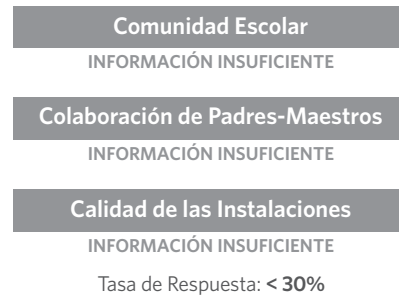 Comunidad Escolar
INFORMACIÓN INSUFICIENTE
Colaboración de Padres-Maestros
INFORMACIÓN INSUFICIENTE
Calidad de las Instalaciones
INFORMACIÓN INSUFICIENTE
Tasa de Respuesta: < 30%